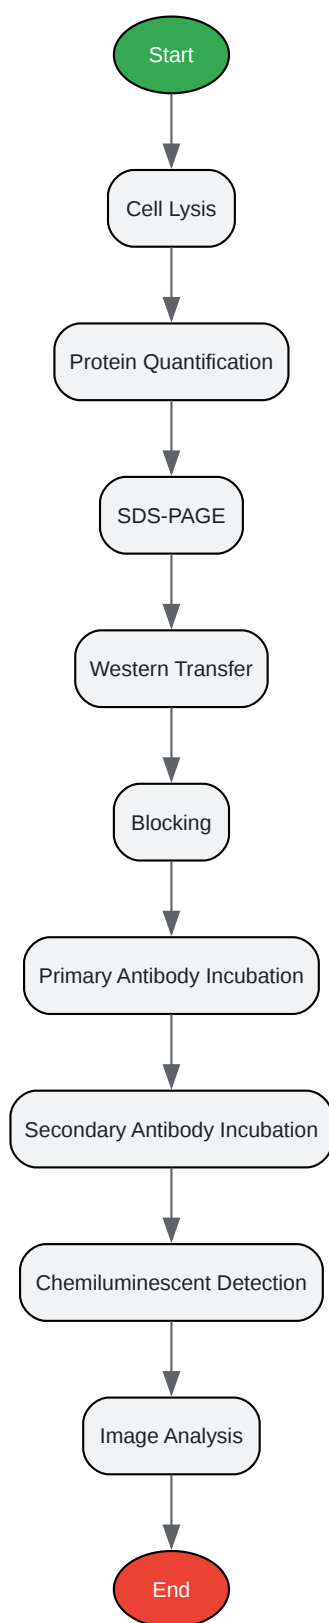 Start
Cell Lysis
Protein Quantification
SDS-PAGE
Western Transfer
Blocking
Primary Antibody Incubation
Secondary Antibody Incubation
Chemiluminescent Detection
Image Analysis
End